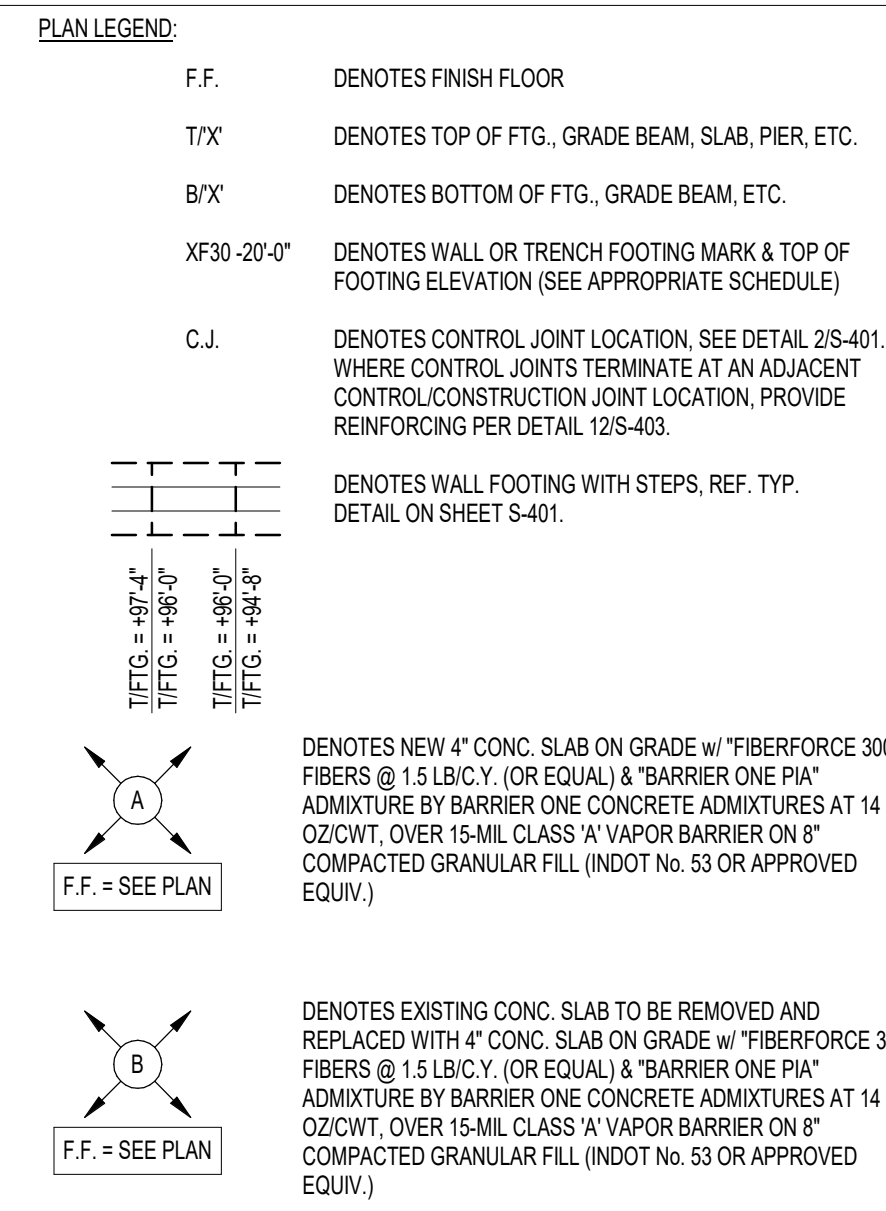 PLAN LEGEND:
F.F. DENOTES FINISH FLOOR
T/'X' DENOTES TOP OF FTG., GRADE BEAM, SLAB, PIER, ETC.
B/'X' DENOTES BOTTOM OF FTG., GRADE BEAM, ETC.
XF30 -20'-0" DENOTES WALL OR TRENCH FOOTING MARK & TOP OF
FOOTING ELEVATION (SEE APPROPRIATE SCHEDULE)
C.J. DENOTES CONTROL JOINT LOCATION, SEE DETAIL 2/S-401.
WHERE CONTROL JOINTS TERMINATE AT AN ADJACENT
CONTROL/CONSTRUCTION JOINT LOCATION, PROVIDE
REINFORCING PER DETAIL 12/S-403.
DENOTES WALL FOOTING WITH STEPS, REF. TYP.
DETAIL ON SHEET S-401.
T/FTG. = +97'-4"
T/FTG. = +96'-0"
T/FTG. = +96'-0"
T/FTG. = +94'-8"
A
F.F. = SEE PLAN
DENOTES NEW 4" CONC. SLAB ON GRADE w/ "FIBERFORCE 300
FIBERS @ 1.5 LB/C.Y. (OR EQUAL) & "BARRIER ONE PIA"
ADMIXTURE BY BARRIER ONE CONCRETE ADMIXTURES AT 14
OZ/CWT, OVER 15-MIL CLASS 'A' VAPOR BARRIER ON 8"
COMPACTED GRANULAR FILL (INDOT No. 53 OR APPROVED
EQUIV.)
B
F.F. = SEE PLAN
DENOTES EXISTING CONC. SLAB TO BE REMOVED AND
REPLACED WITH 4" CONC. SLAB ON GRADE w/ "FIBERFORCE 3
FIBERS @ 1.5 LB/C.Y. (OR EQUAL) & "BARRIER ONE PIA"
ADMIXTURE BY BARRIER ONE CONCRETE ADMIXTURES AT 14
OZ/CWT, OVER 15-MIL CLASS 'A' VAPOR BARRIER ON 8"
COMPACTED GRANULAR FILL (INDOT No. 53 OR APPROVED
EQUIV.)